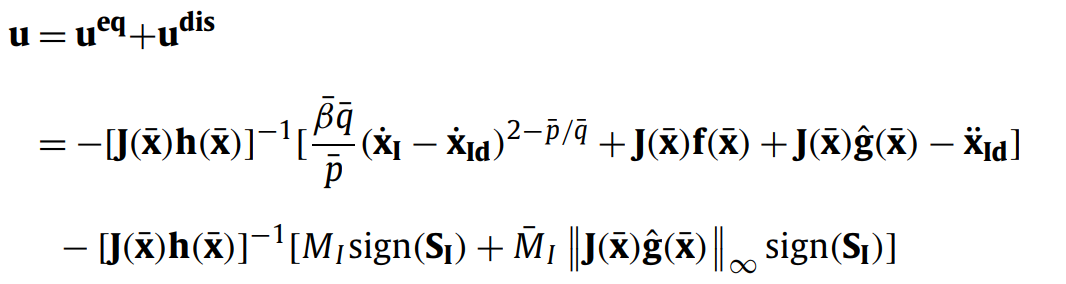 u = u^eq + u^dis
= −[J(x̄)h(x̄)]^−1 [ (β̄q̄/p̄) (ẋ_I − ẋ_Id)^(2−p̄/q̄) + J(x̄)f(x̄) + J(x̄)ĝ(x̄) − ẍ_Id]
− [J(x̄)h(x̄)]^−1 [M_I sign(S_I) + M̄_I ‖J(x̄)ĝ(x̄)‖_∞ sign(S_I)]